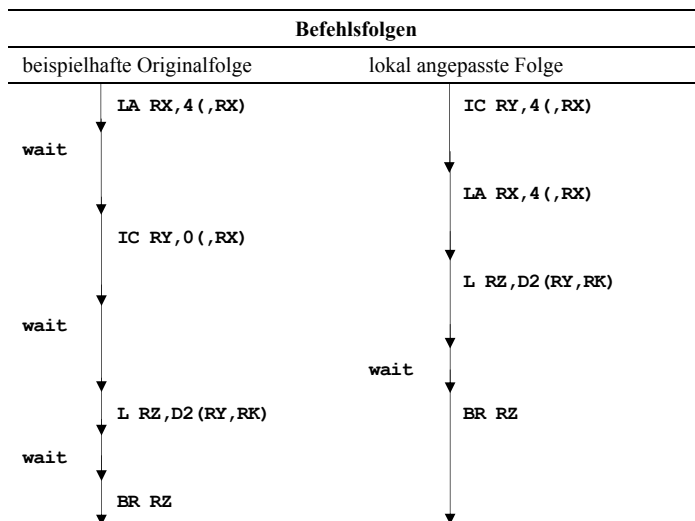 Befehlsfolgen
beispielhafte Originalfolge lokal angepasste Folge
LA RX,4(,RX) IC RY,4(,RX)
wait
LA RX,4(,RX)
IC RY,0(,RX)
L RZ,D2(RY,RK)
wait
wait
L RZ,D2(RY,RK) BR RZ
wait
BR RZ